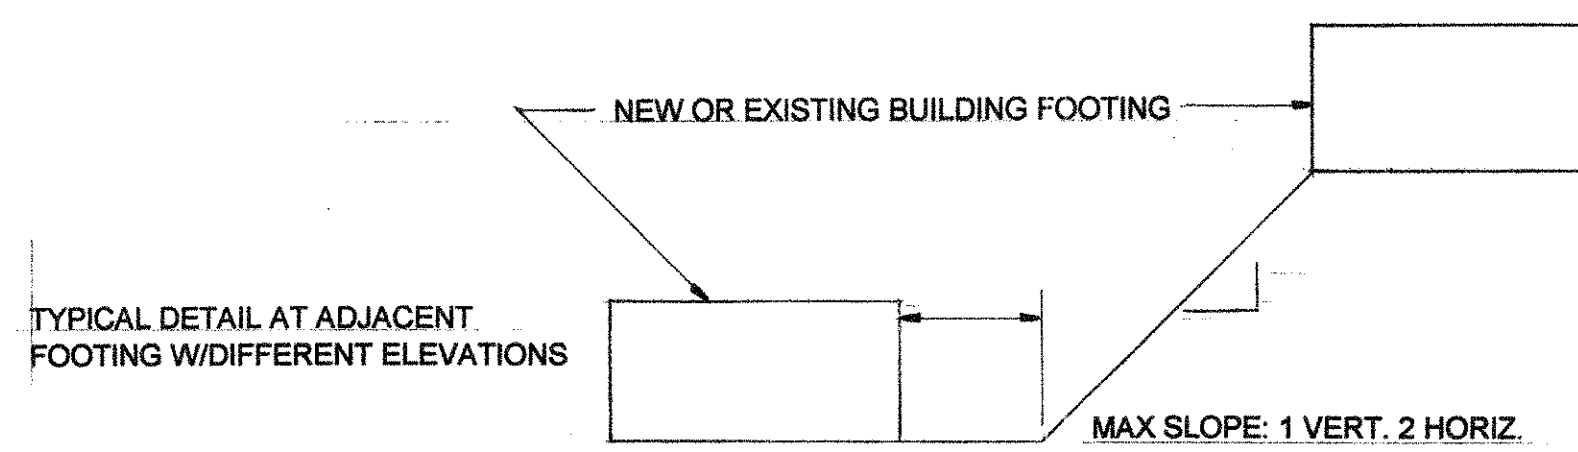 NEW OR EXISTING BUILDING FOOTING
TYPICAL DETAIL AT ADJACENT
FOOTING W/DIFFERENT ELEVATIONS
MAX SLOPE: 1 VERT. 2 HORIZ.